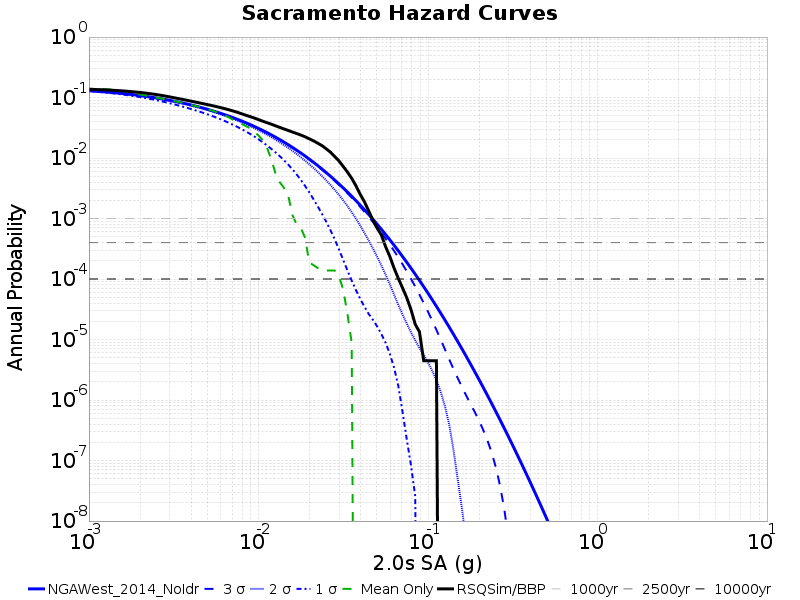 Sacramento Hazard Curves
10^0
10^-1
10^-2
10^-3
10^-4
10^-5
10^-6
10^-7
10^-8
Annual Probability
10^-3 10^-2 10^-1 10^0 10^1
2.0s SA (g)
NGAWest_2014_NoIdr 3 σ 2 σ 1 σ Mean Only RSQSim/BBP 1000yr 2500yr 10000yr